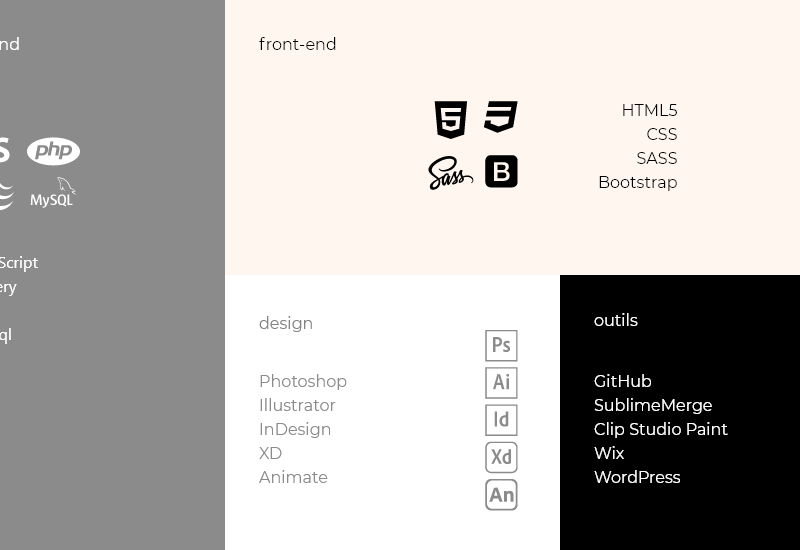 nd
S
php
MySQL
Script
ery
ql
front-end
Sass
B
HTML5
CSS
SASS
Bootstrap
design
Photoshop
Illustrator
InDesign
XD
Animate
Ps
Ai
Id
Xd
An
outils
GitHub
SublimeMerge
Clip Studio Paint
Wix
WordPress